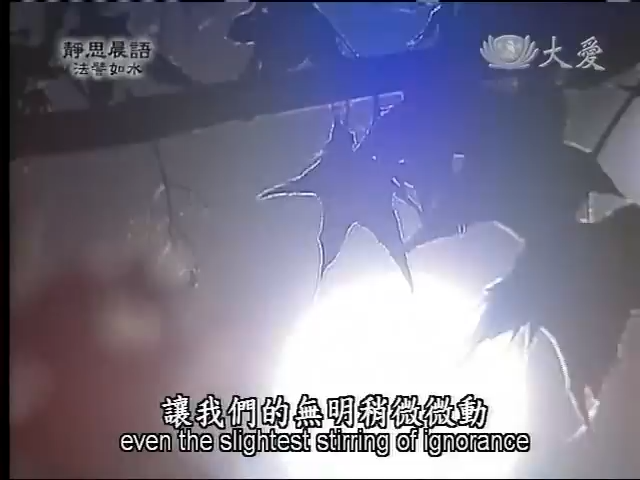 靜思晨語
法譬如水
大愛
讓我們的無明稍微微動
even the slightest stirring of ignorance